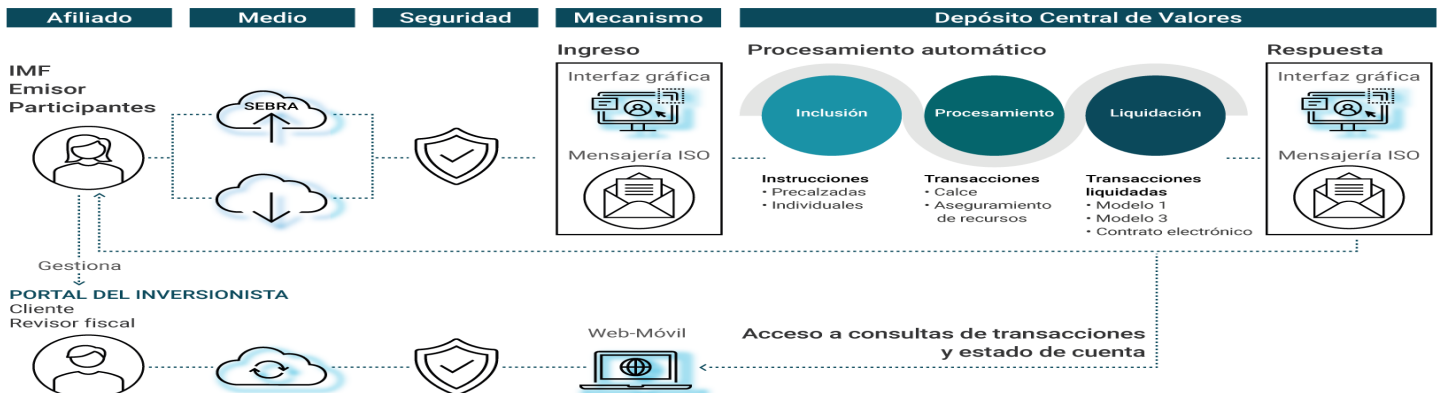 Afiliado
Medio
Seguridad
Mecanismo
Depósito Central de Valores
IMF
Emisor
Participantes
SEBRA
Ingreso
Interfaz gráfica
Mensajería ISO
Procesamiento automático
Inclusión
Procesamiento
Liquidación
Instrucciones
• Precalzadas
• Individuales
Transacciones
• Calce
• Aseguramiento
de recursos
Transacciones
liquidadas
• Modelo 1
• Modelo 3
• Contrato electrónico
Respuesta
Interfaz gráfica
Mensajería ISO
Gestiona
PORTAL DEL INVERSIONISTA
Cliente
Revisor fiscal
Web-Móvil
Acceso a consultas de transacciones
y estado de cuenta